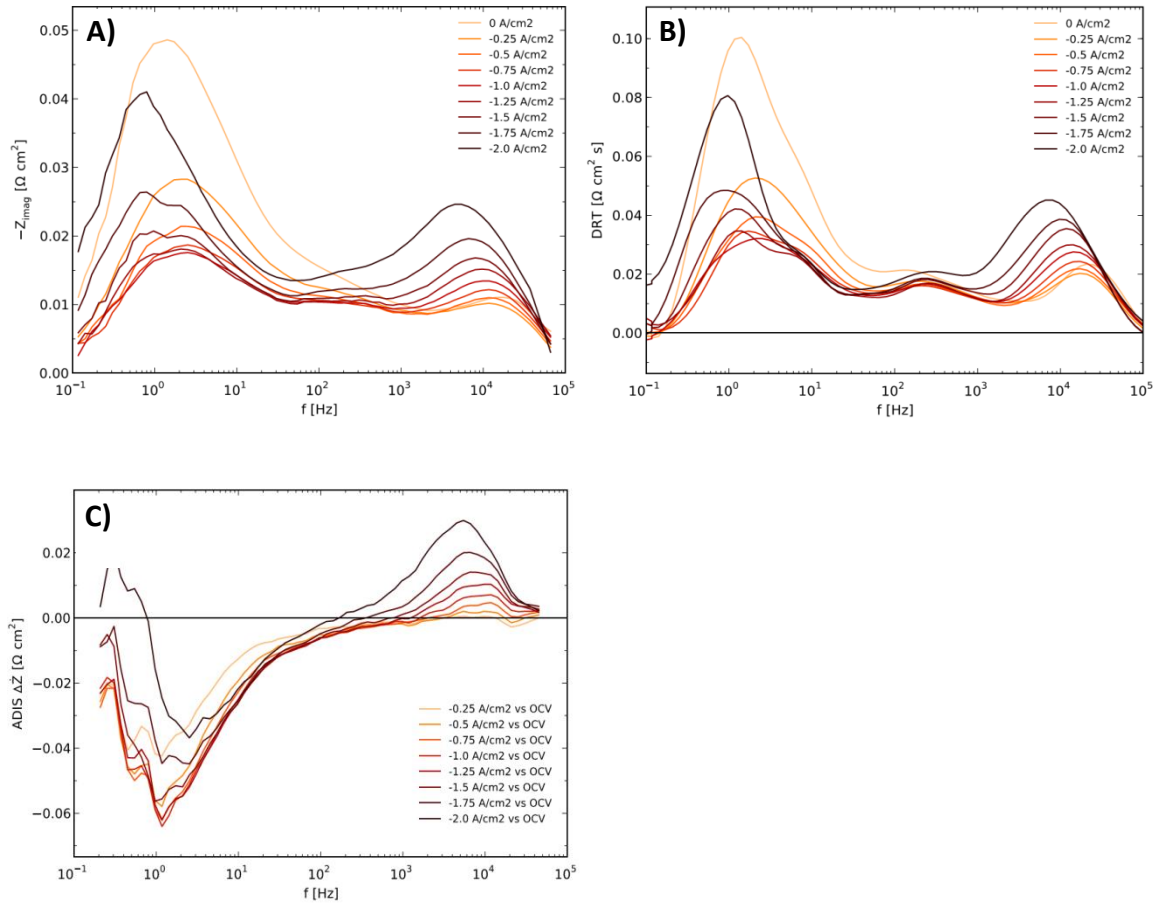 A)
0 A/cm2
-0.25 A/cm2
-0.5 A/cm2
-0.75 A/cm2
-1.0 A/cm2
-1.25 A/cm2
-1.5 A/cm2
-1.75 A/cm2
-2.0 A/cm2
0.05
0.04
0.03
0.02
0.01
0.00
−Zimag [Ω cm²]
10⁻¹ 10⁰ 10¹ 10² 10³ 10⁴ 10⁵
f [Hz]
B)
0 A/cm2
-0.25 A/cm2
-0.5 A/cm2
-0.75 A/cm2
-1.0 A/cm2
-1.25 A/cm2
-1.5 A/cm2
-1.75 A/cm2
-2.0 A/cm2
0.10
0.08
0.06
0.04
0.02
0.00
DRT [Ω cm² s]
10⁻¹ 10⁰ 10¹ 10² 10³ 10⁴ 10⁵
f [Hz]
C)
0.02
0.00
−0.02
−0.04
−0.06
ADIS ΔŻ [Ω cm²]
-0.25 A/cm2 vs OCV
-0.5 A/cm2 vs OCV
-0.75 A/cm2 vs OCV
-1.0 A/cm2 vs OCV
-1.25 A/cm2 vs OCV
-1.5 A/cm2 vs OCV
-1.75 A/cm2 vs OCV
-2.0 A/cm2 vs OCV
10⁻¹ 10⁰ 10¹ 10² 10³ 10⁴ 10⁵
f [Hz]